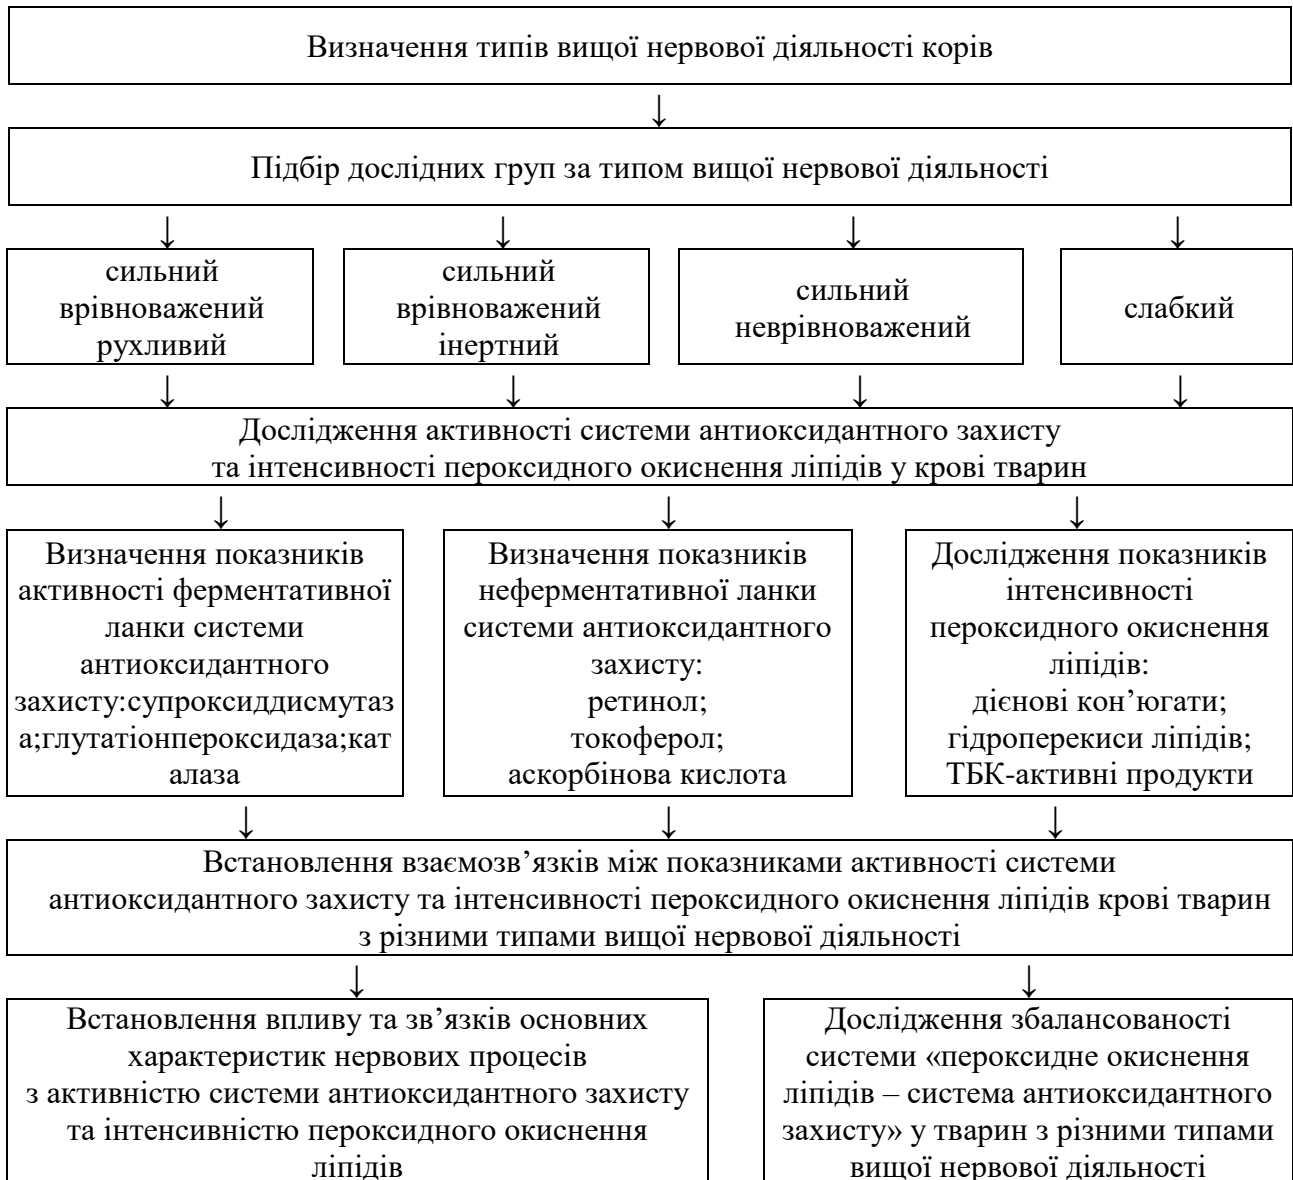 Визначення типів вищої нервової діяльності корів
Підбір дослідних груп за типом вищої нервової діяльності
сильний
врівноважений
рухливий
сильний
врівноважений
інертний
сильний
неврівноважений
слабкий
Дослідження активності системи антиоксидантного захисту
та інтенсивності пероксидного окиснення ліпідів у крові тварин
Визначення показників
активності ферментативної
ланки системи
антиоксидантного
захисту:супроксиддисмутаз
а;глутатіонпероксидаза;кат
алаза
Визначення показників
неферментативної ланки
системи антиоксидантного
захисту:
ретинол;
токоферол;
аскорбінова кислота
Дослідження показників
інтенсивності
пероксидного окиснення
ліпідів:
дієнові кон’югати;
гідроперекиси ліпідів;
ТБК-активні продукти
Встановлення взаємозв’язків між показниками активності системи
антиоксидантного захисту та інтенсивності пероксидного окиснення ліпідів крові тварин
з різними типами вищої нервової діяльності
Встановлення впливу та зв’язків основних
характеристик нервових процесів
з активністю системи антиоксидантного захисту
та інтенсивністю пероксидного окиснення
ліпідів
Дослідження збалансованості
системи «пероксидне окиснення
ліпідів – система антиоксидантного
захисту» у тварин з різними типами
вищої нервової діяльності